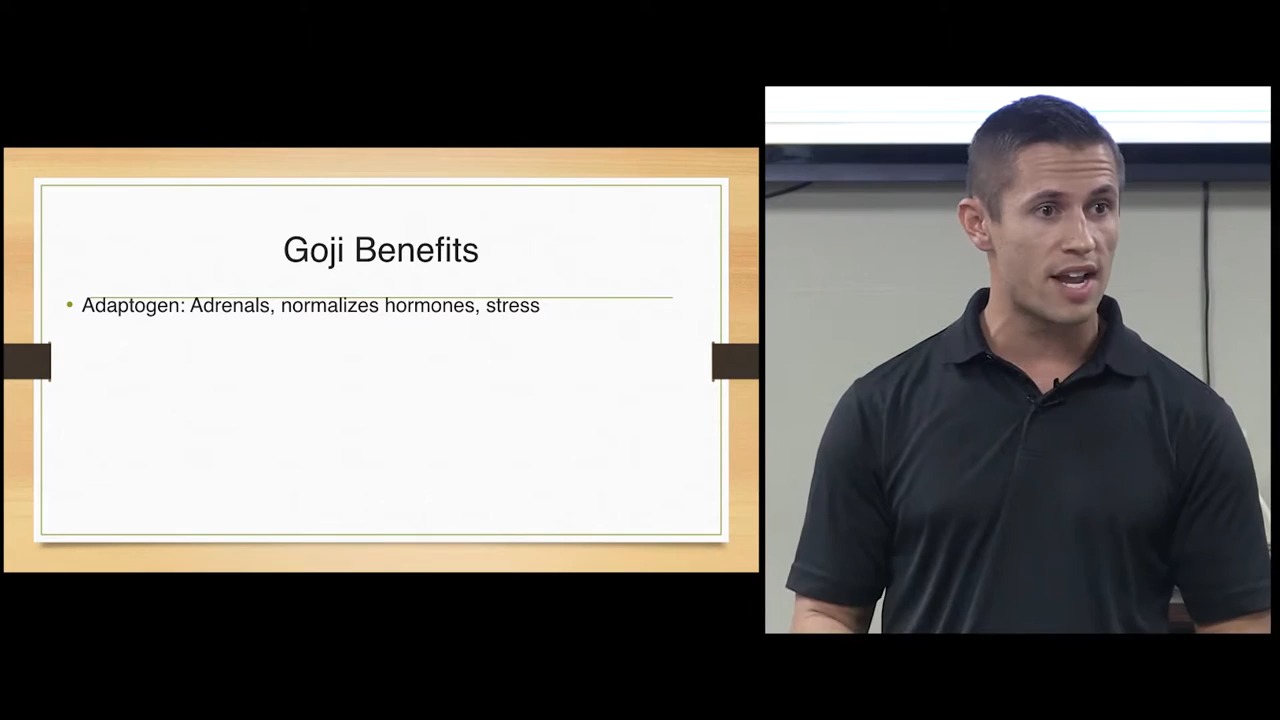 Goji Benefits
• Adaptogen: Adrenals, normalizes hormones, stress